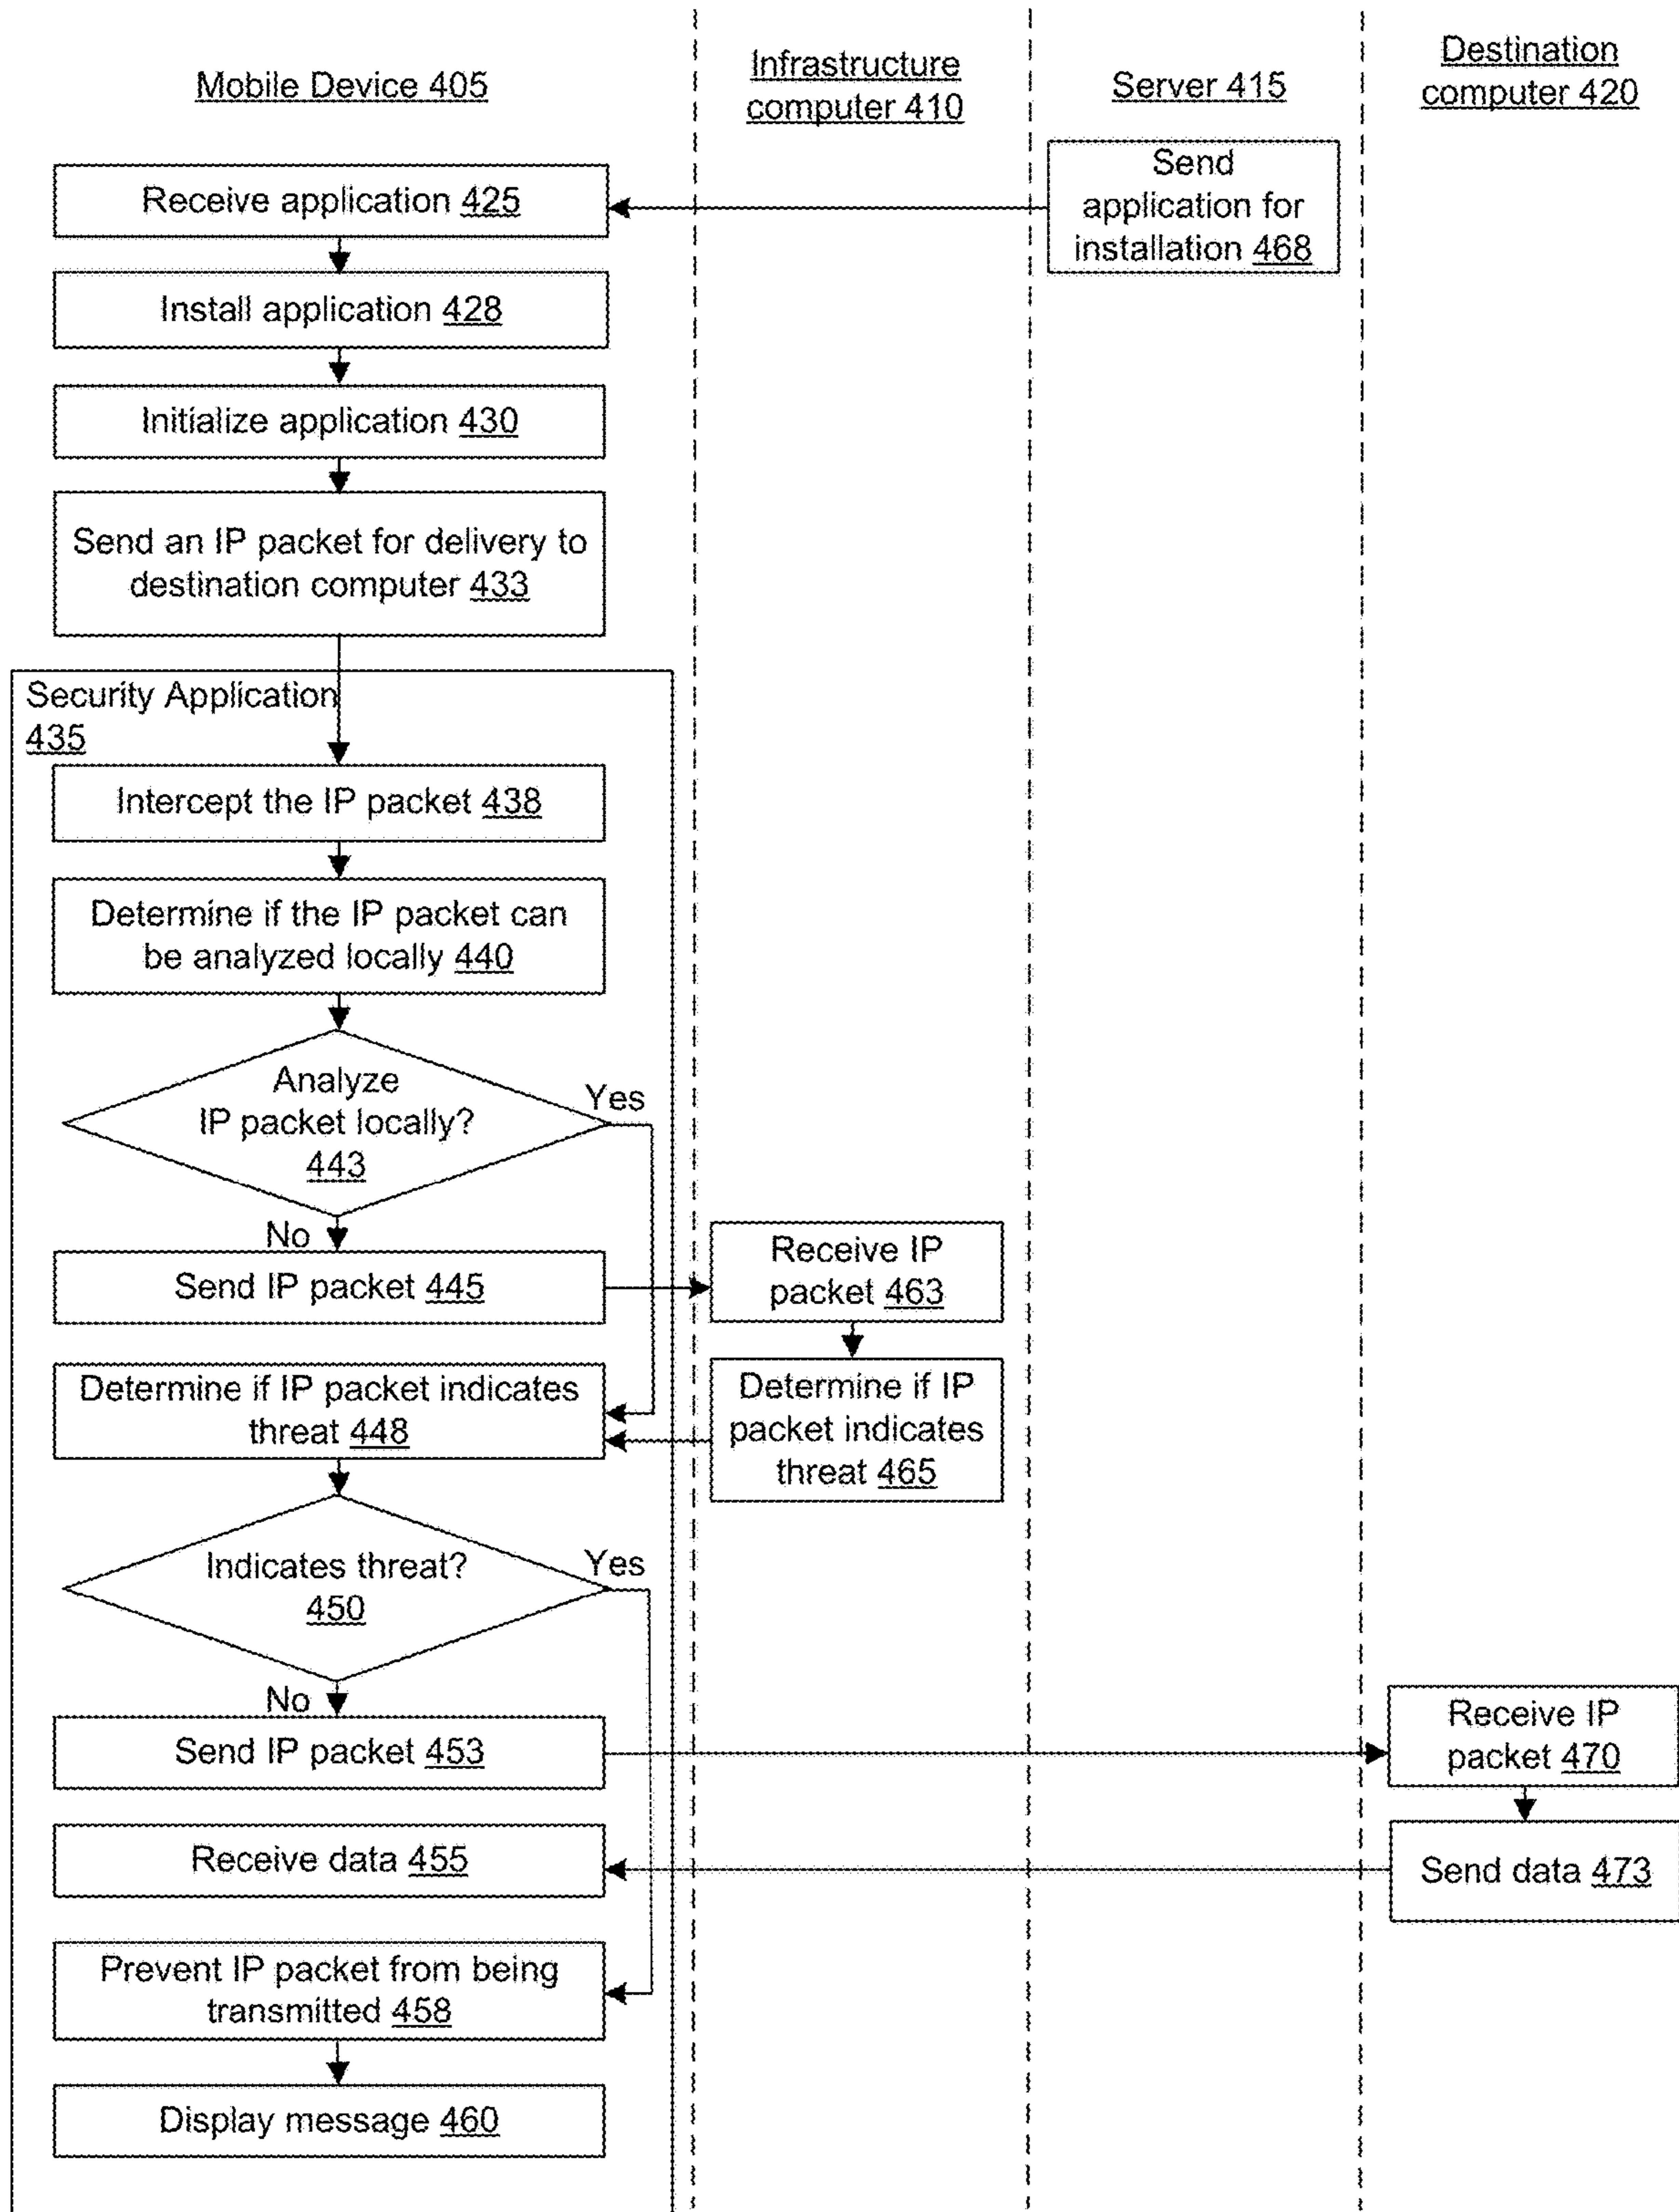 Mobile Device 405
Infrastructure
computer 410
Server 415
Destination
computer 420
Receive application 425
Send
application for
installation 468
Install application 428
Initialize application 430
Send an IP packet for delivery to
destination computer 433
Security Application
435
Intercept the IP packet 438
Determine if the IP packet can
be analyzed locally 440
Analyze
IP packet locally?
443
Yes
No
Send IP packet 445
Receive IP
packet 463
Determine if IP packet indicates
threat 448
Determine if IP
packet indicates
threat 465
Indicates threat?
450
Yes
No
Send IP packet 453
Receive IP
packet 470
Receive data 455
Send data 473
Prevent IP packet from being
transmitted 458
Display message 460